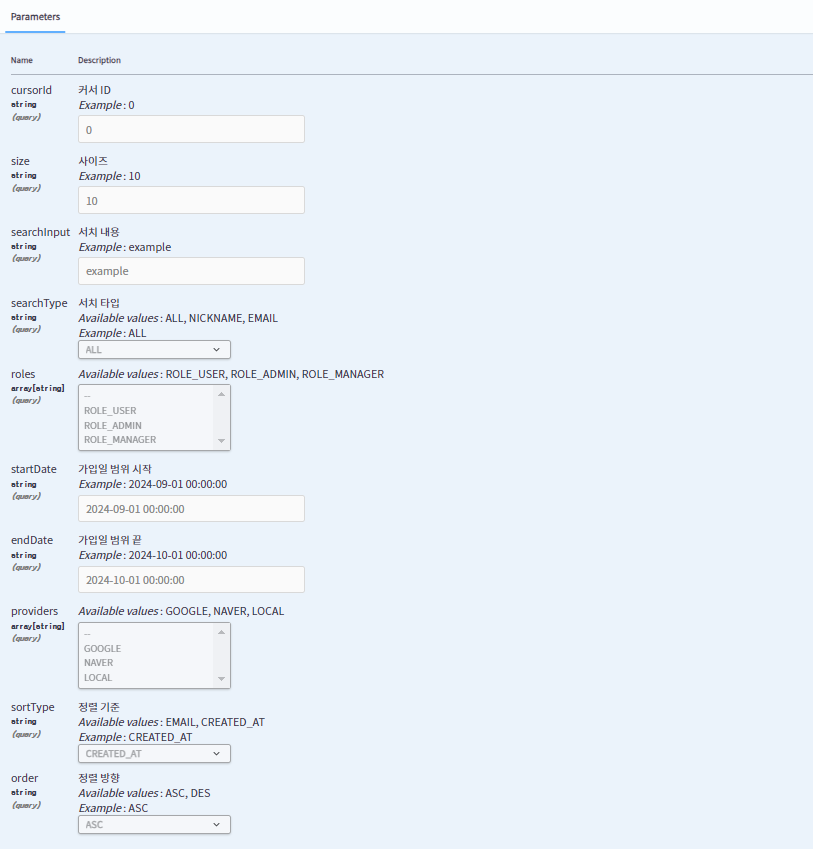 Parameters
Name Description
cursorId 커서 ID
string Example : 0
(query)
0
size 사이즈
string Example : 10
(query)
10
searchInput 서치 내용
string Example : example
(query)
example
searchType 서치 타입
string Available values : ALL, NICKNAME, EMAIL
(query) Example : ALL
ALL
roles Available values : ROLE_USER, ROLE_ADMIN, ROLE_MANAGER
array[string]
(query)
--
ROLE_USER
ROLE_ADMIN
ROLE_MANAGER
startDate 가입일 범위 시작
string Example : 2024-09-01 00:00:00
(query)
2024-09-01 00:00:00
endDate 가입일 범위 끝
string Example : 2024-10-01 00:00:00
(query)
2024-10-01 00:00:00
providers Available values : GOOGLE, NAVER, LOCAL
array[string]
(query)
--
GOOGLE
NAVER
LOCAL
sortType 정렬 기준
string Available values : EMAIL, CREATED_AT
(query) Example : CREATED_AT
CREATED_AT
order 정렬 방향
string Available values : ASC, DES
(query) Example : ASC
ASC